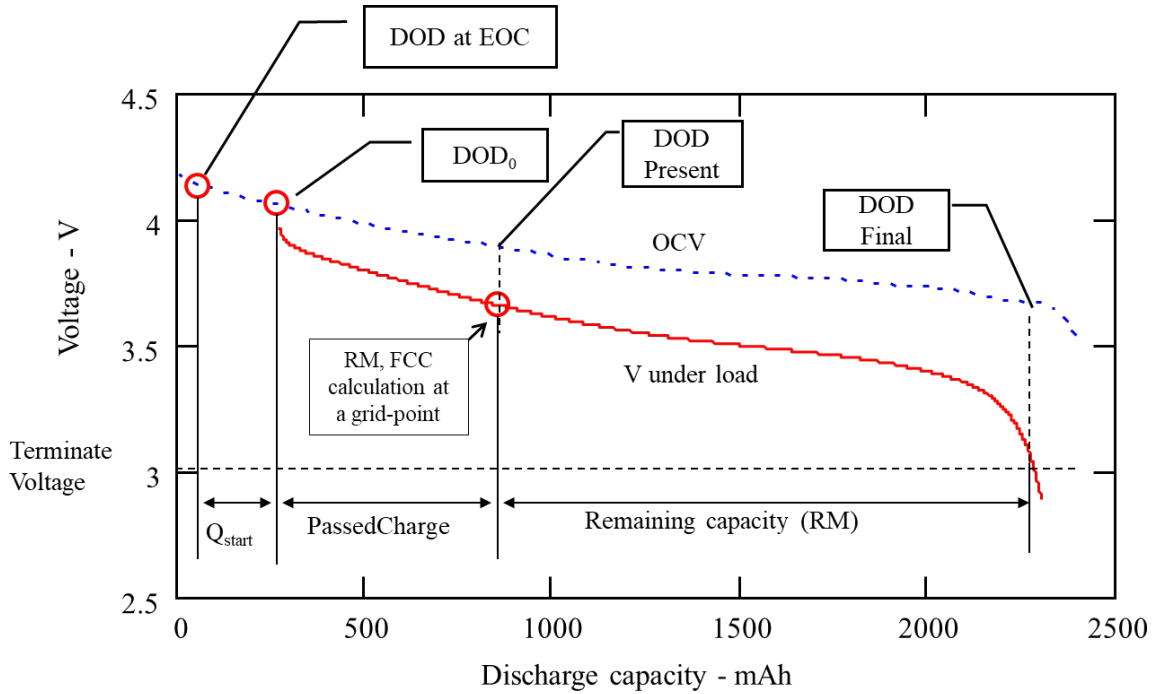 DOD at EOC
4.5
DOD₀
DOD
Present
DOD
Final
4
OCV
Voltage - V
3.5
RM, FCC
calculation at
a grid-point
V under load
Terminate
Voltage
3
Q_start
PassedCharge
Remaining capacity (RM)
2.5
0
500
1000
1500
2000
2500
Discharge capacity - mAh